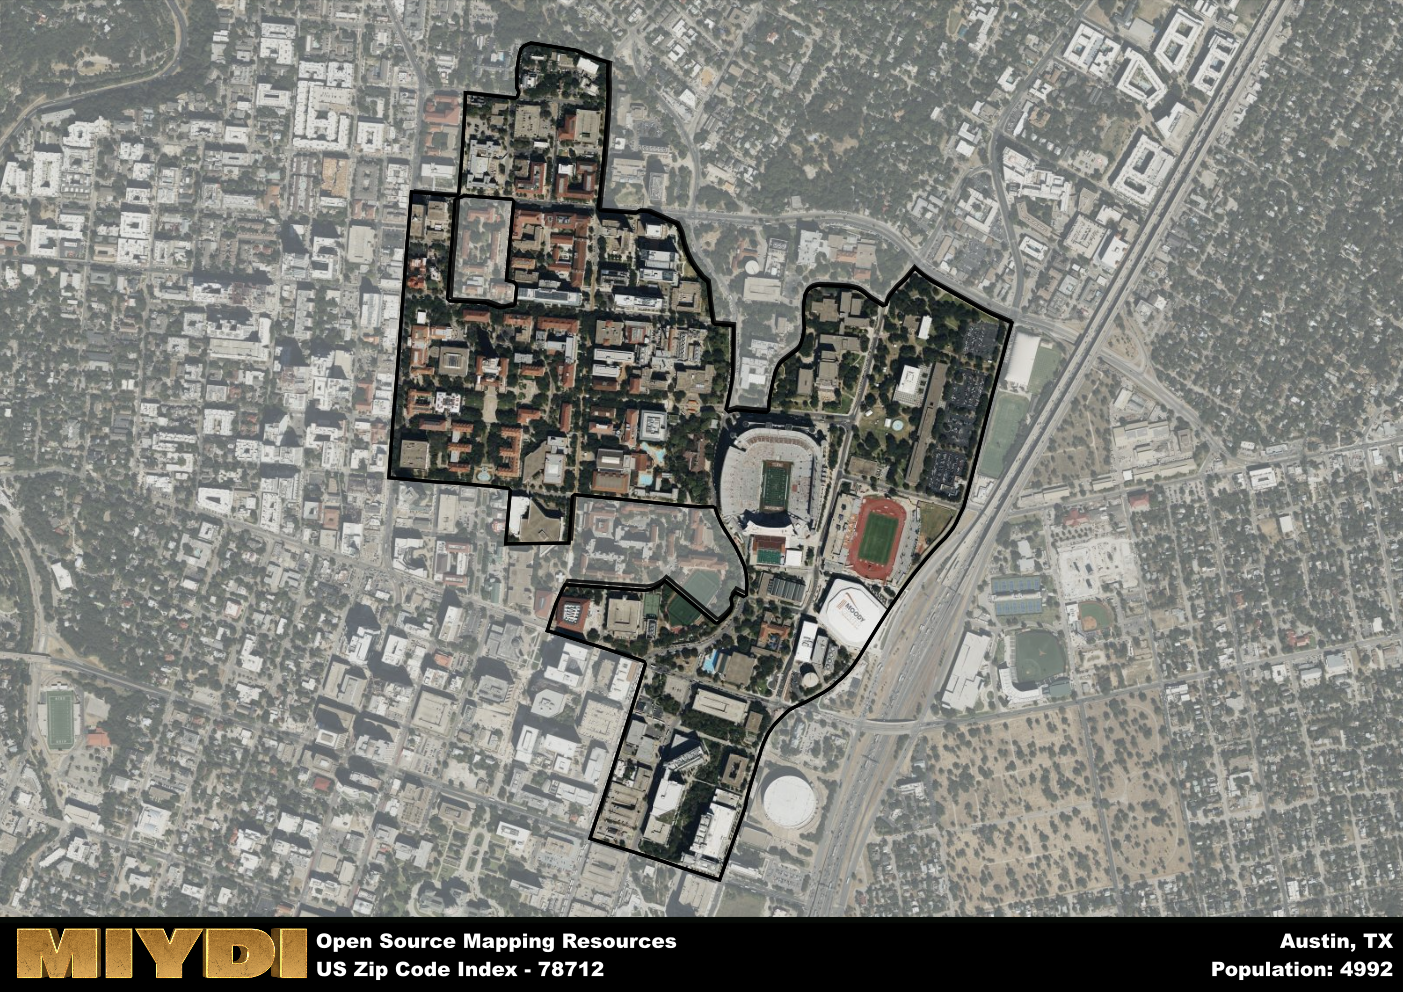 MOODY
MIYDI
Open Source Mapping Resources
US Zip Code Index - 78712
Austin, TX
Population: 4992